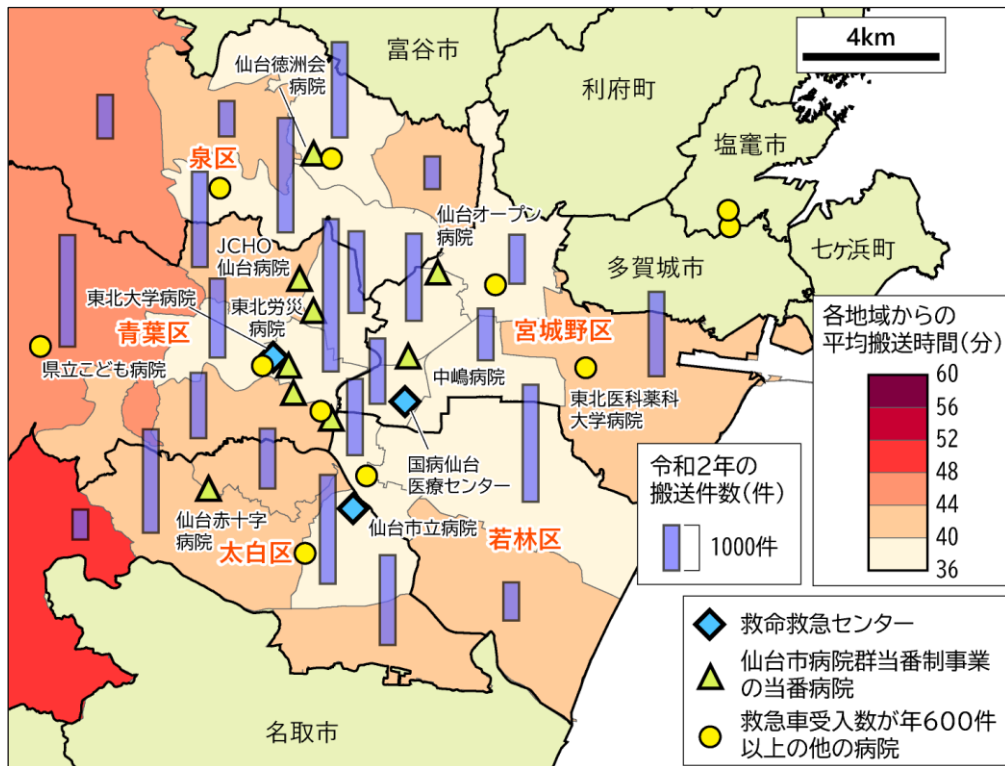 富谷市
4km
仙台徳洲会
病院
利府町
塩竈市
泉区
仙台オープン
病院
JCHO
仙台病院
多賀城市
七ヶ浜町
東北大学病院
東北労災
病院
青葉区
宮城野区
県立こども病院
中嶋病院
東北医科薬科
大学病院
国病仙台
医療センター
仙台赤十字
病院
仙台市立病院
太白区
若林区
名取市
各地域からの
平均搬送時間(分)
60
56
52
48
44
40
36
令和2年の
搬送件数(件)
1000件
救命救急センター
仙台市病院群当番制事業
の当番病院
救急車受入数が年600件
以上の他の病院